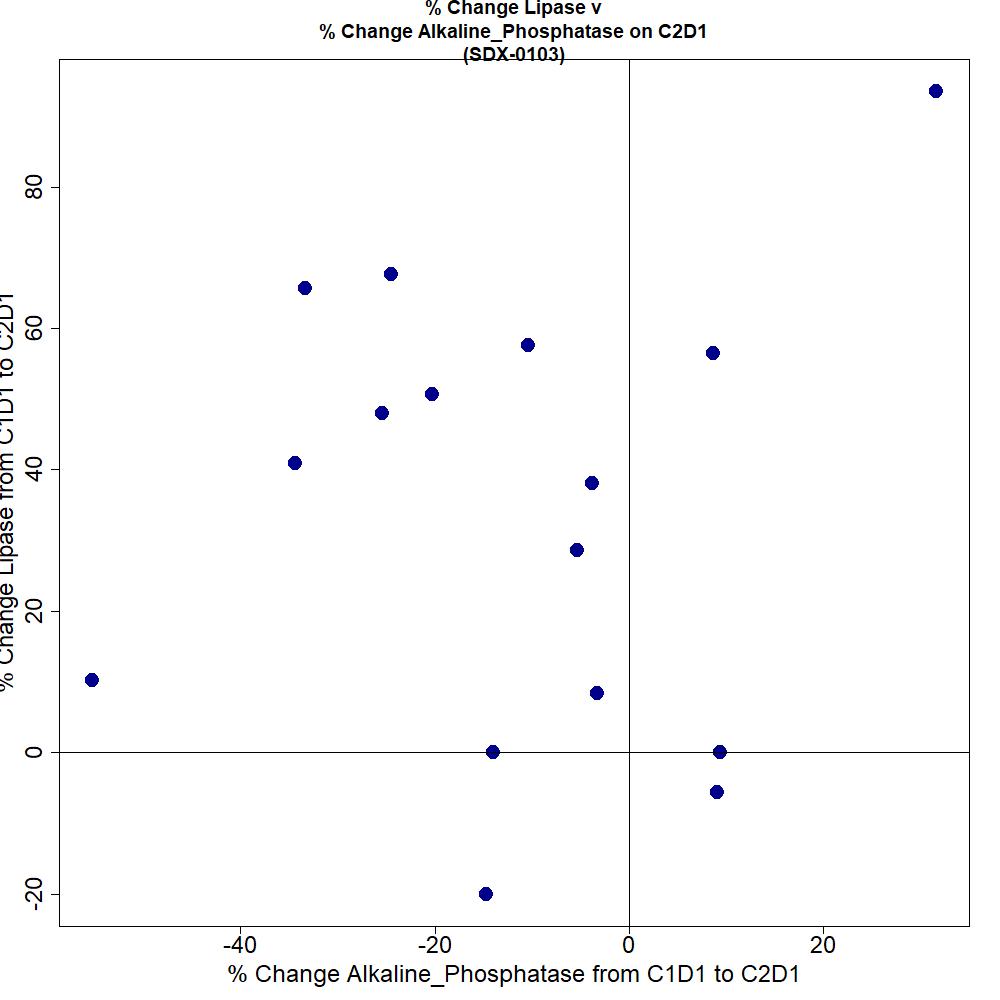 % Change Lipase v
% Change Alkaline_Phosphatase on C2D1
(SDX-0103)
% Change Lipase from C1D1 to C2D1
80
60
40
20
0
-20
-40
-20
0
20
% Change Alkaline_Phosphatase from C1D1 to C2D1